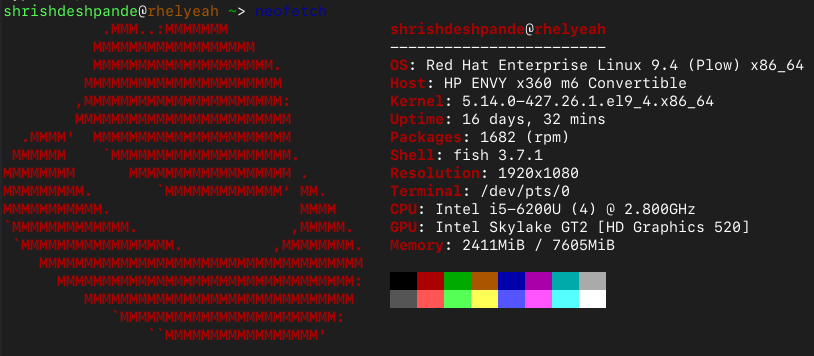 shrishdeshpande@rhelyeah ~> neofetch
.MMM..:MMMMMMM
MMMMMMMMMMMMMMMMMM
MMMMMMMMMMMMMMMMMMMM.
MMMMMMMMMMMMMMMMMMMMMM
,MMMMMMMMMMMMMMMMMMMMMM:
MMMMMMMMMMMMMMMMMMMMMMMM
.MMMM'  MMMMMMMMMMMMMMMMMMMMMM
MMMMMM    `MMMMMMMMMMMMMMMMMMMM.
MMMMMMMM      MMMMMMMMMMMMMMMMMM .
MMMMMMMMM.       `MMMMMMMMMMMMM' MM.
MMMMMMMMMMM.                     MMMM
`MMMMMMMMMMMMM.                 ,MMMMM.
`MMMMMMMMMMMMMMMMM.          ,MMMMMMMM.
MMMMMMMMMMMMMMMMMMMMMMMMMMMMMMMMMMMM
MMMMMMMMMMMMMMMMMMMMMMMMMMMMMMMMM:
MMMMMMMMMMMMMMMMMMMMMMMMMMMMMM
`MMMMMMMMMMMMMMMMMMMMMMMM:
``MMMMMMMMMMMMMMMMM'
shrishdeshpande@rhelyeah
------------------------
OS: Red Hat Enterprise Linux 9.4 (Plow) x86_64
Host: HP ENVY x360 m6 Convertible
Kernel: 5.14.0-427.26.1.el9_4.x86_64
Uptime: 16 days, 32 mins
Packages: 1682 (rpm)
Shell: fish 3.7.1
Resolution: 1920x1080
Terminal: /dev/pts/0
CPU: Intel i5-6200U (4) @ 2.800GHz
GPU: Intel Skylake GT2 [HD Graphics 520]
Memory: 2411MiB / 7605MiB